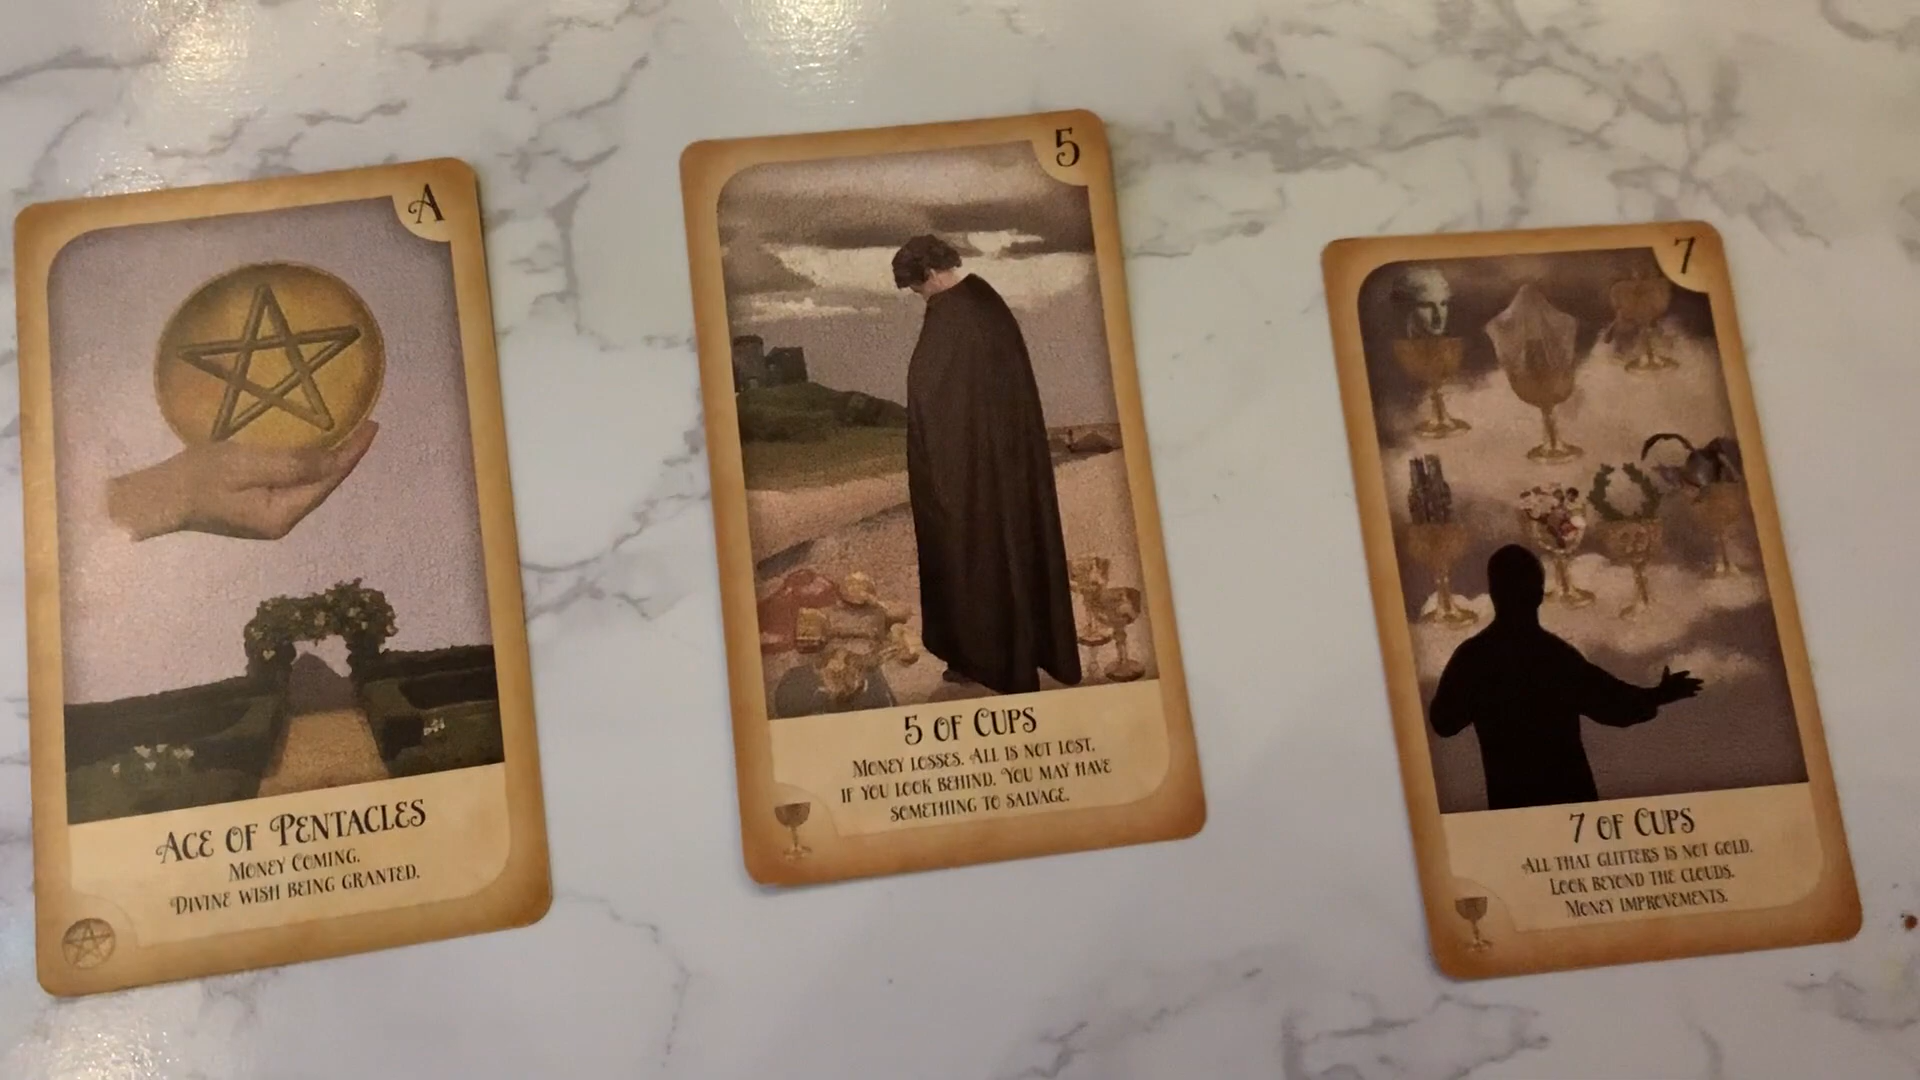 A
ACE OF PENTACLES
MONEY COMING.
DIVINE WISH BEING GRANTED.
5
5 OF CUPS
MONEY LOSSES. ALL IS NOT LOST,
IF YOU LOOK BEHIND. YOU MAY HAVE
SOMETHING TO SALVAGE.
7
7 OF CUPS
ALL THAT GLITTERS IS NOT GOLD.
LOOK BEYOND THE CLOUDS.
MONEY IMPROVEMENTS.